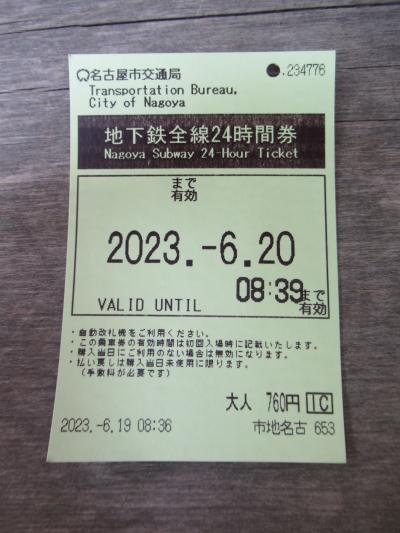 名古屋市交通局
.234776
Transportation Bureau,
City of Nagoya
地下鉄全線24時間券
Nagoya Subway 24-Hour Ticket
まで
有効
2023.-6.20
08:39まで
有効
VALID UNTIL
・自動改札機をご利用ください。
・この乗車券の有効時間は初回入場時に記載いたします。
・購入当日にご利用のない場合は無効になります。
・払い戻しは購入当日未使用に限ります。
（手数料が必要です）
大人 760円 IC
2023.-6.19 08:36
市地名古 653